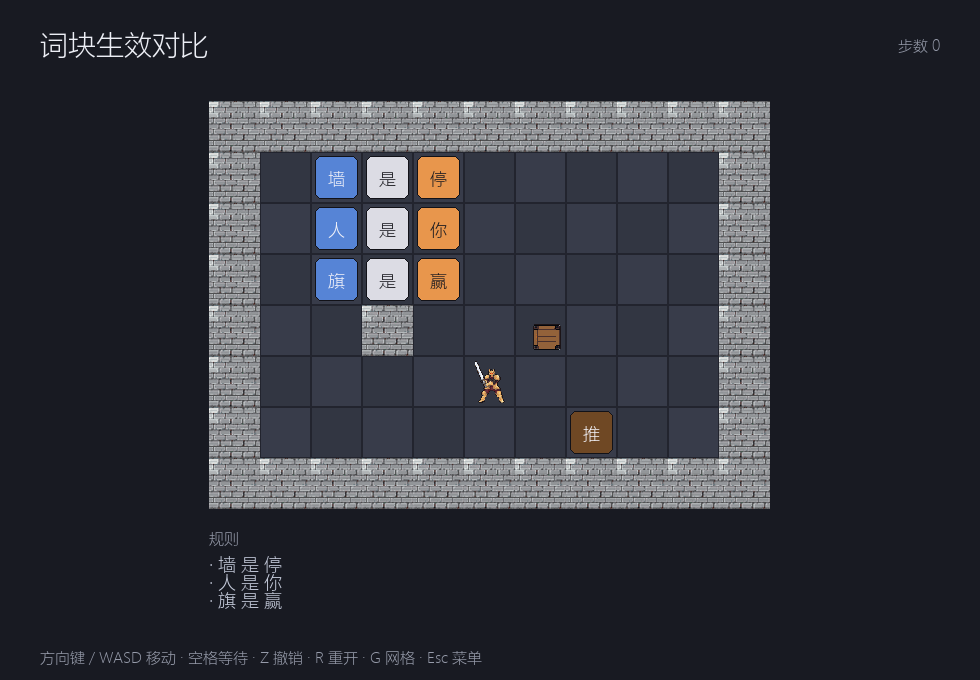 词块生效对比
步数 0
墙 是 停
人 是 你
旗 是 赢
推
规则
· 墙 是 停
· 人 是 你
· 旗 是 赢
方向键 / WASD 移动 · 空格等待 · Z 撤销 · R 重开 · G 网格 · Esc 菜单